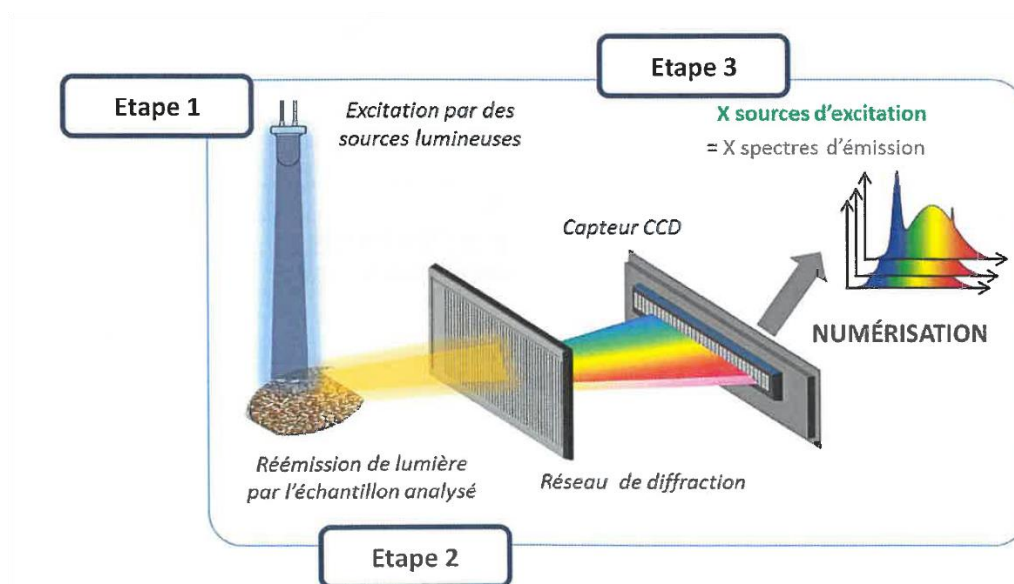 Etape 1
Excitation par des
sources lumineuses
Etape 3
X sources d'excitation
= X spectres d'émission
Capteur CCD
NUMÉRISATION
Réémission de lumière
par l'échantillon analysé
Réseau de diffraction
Etape 2